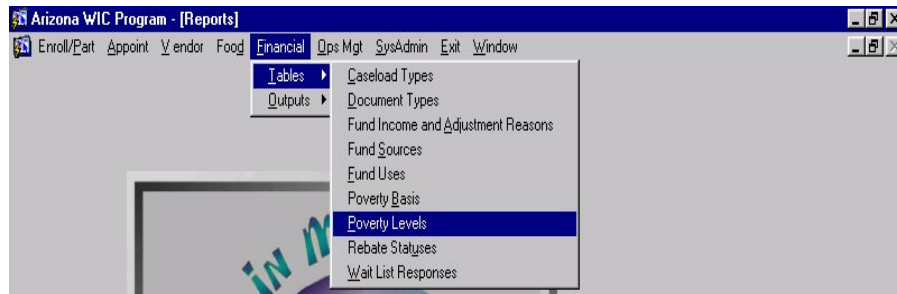 Arizona WIC Program - [Reports]
Enroll/Part Appoint Vendor Food Financial Ops Mgt SysAdmin Exit Window
Tables
Outputs
Caseload Types
Document Types
Fund Income and Adjustment Reasons
Fund Sources
Fund Uses
Poverty Basis
Poverty Levels
Rebate Statuses
Wait List Responses
in m